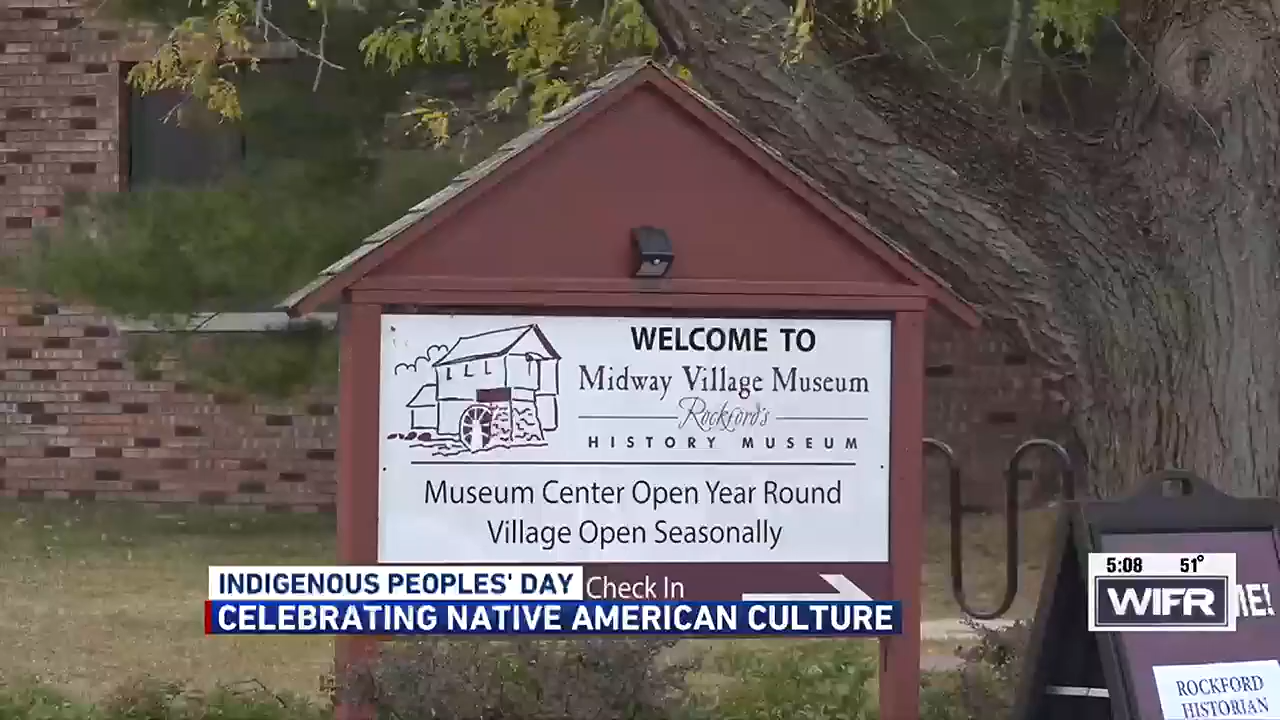 WELCOME TO
Midway Village Museum
Rockford's
HISTORY MUSEUM
Museum Center Open Year Round
Village Open Seasonally
Check In
INDIGENOUS PEOPLES' DAY
CELEBRATING NATIVE AMERICAN CULTURE
5:08 51°
WIFR
ROCKFORD
HISTORIAN